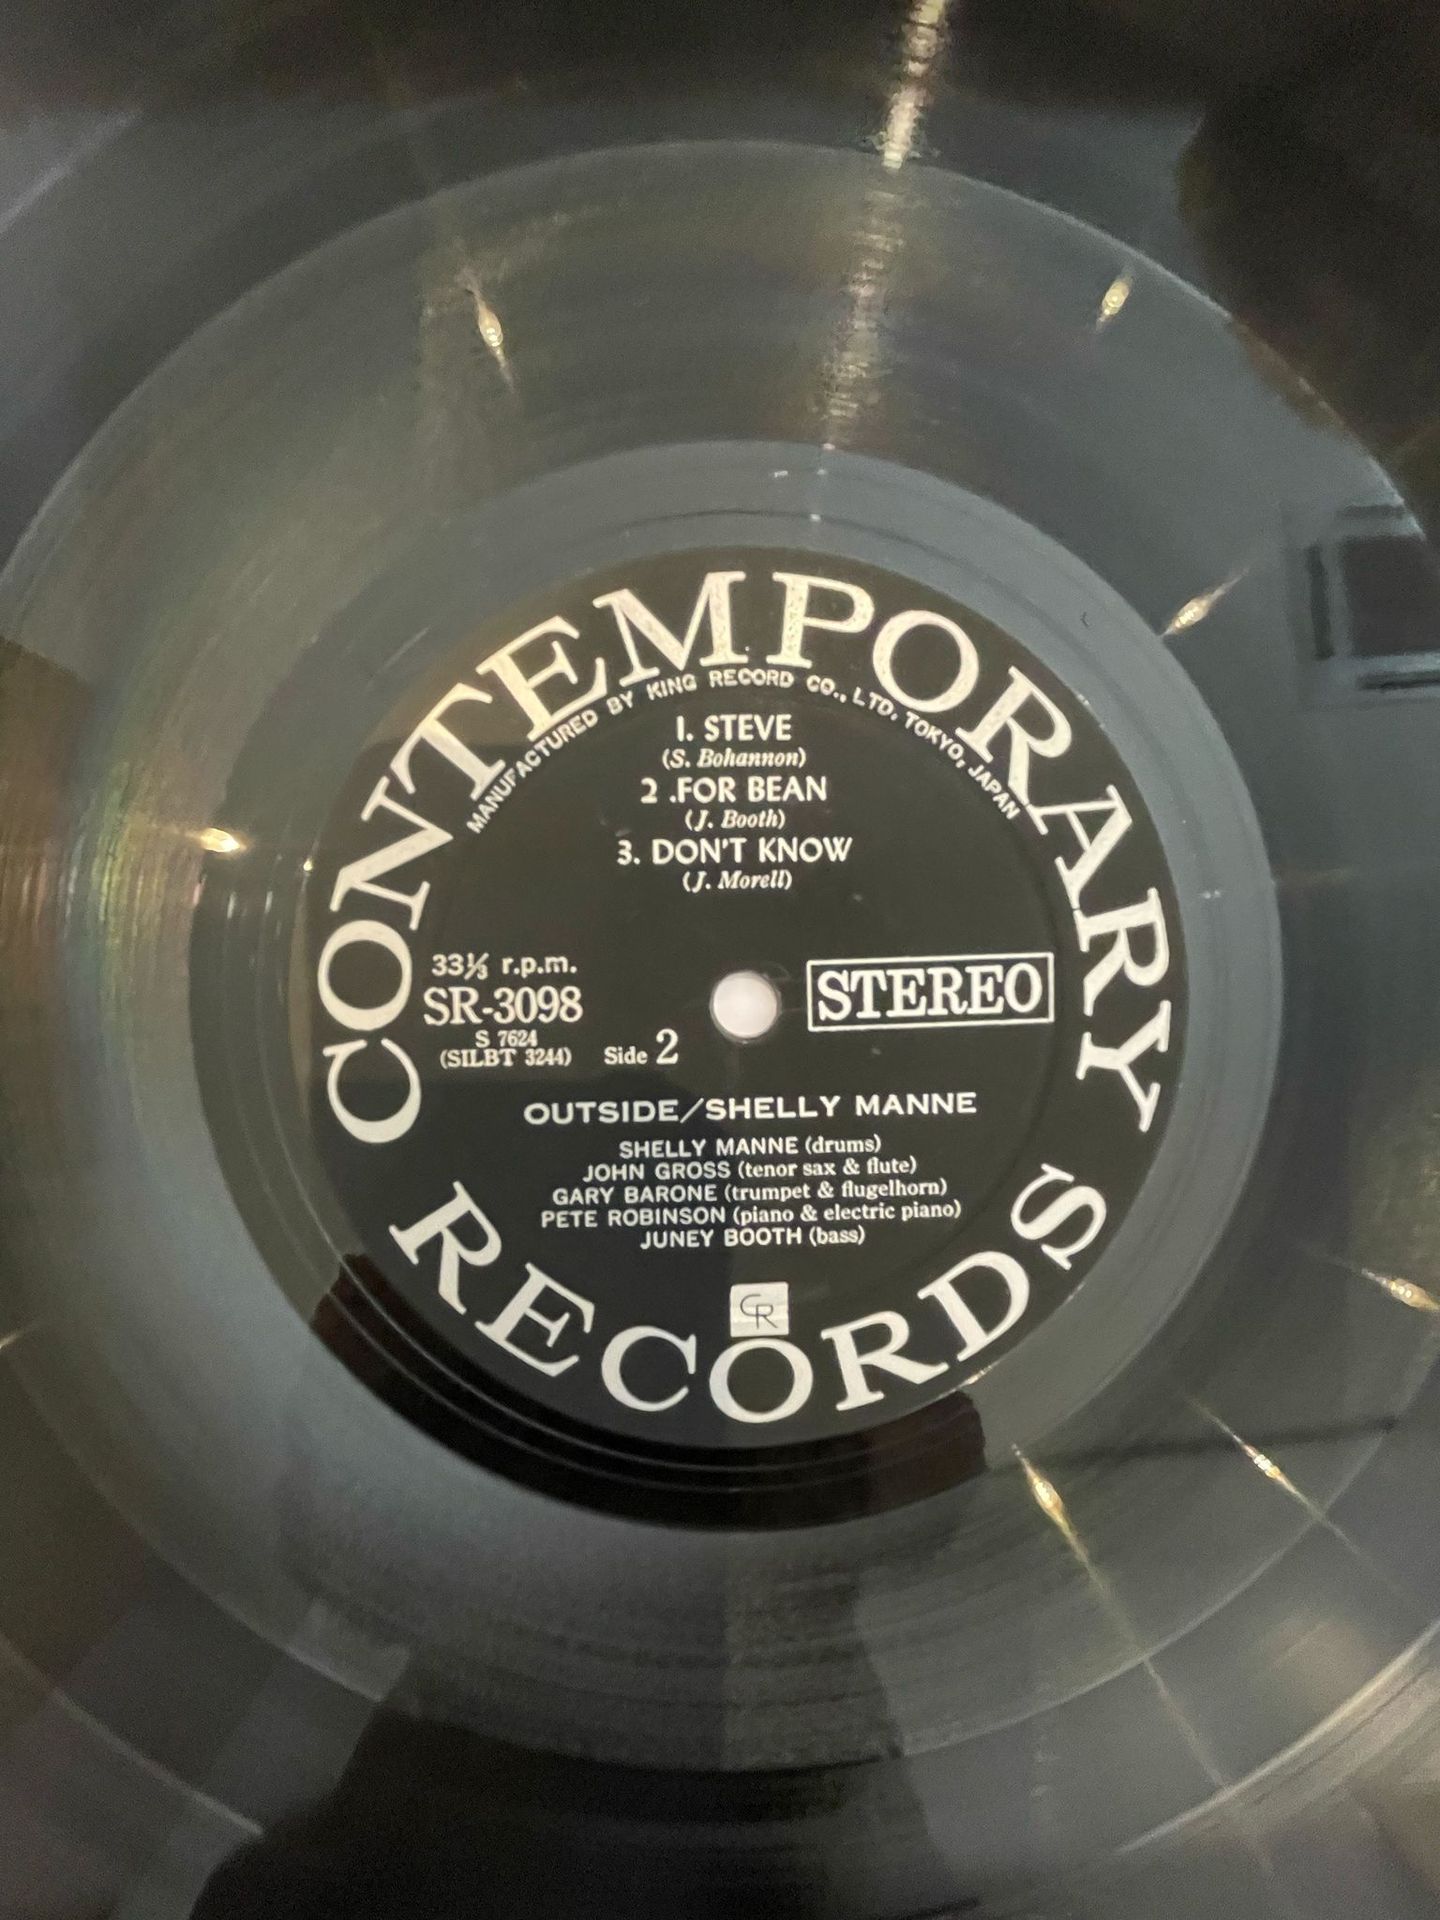 CONTEMPORARY
MANUFACTURED BY KING RECORD CO., LTD. TOKYO, JAPAN
1. STEVE
(S. Bohannon)
2 .FOR BEAN
(J. Booth)
3. DON'T KNOW
(J. Morell)
33⅓ r.p.m.
SR-3098
S 7624
(SILBT 3244)
Side 2
STEREO
OUTSIDE/SHELLY MANNE
SHELLY MANNE (drums)
JOHN GROSS (tenor sax & flute)
GARY BARONE (trumpet & flugelhorn)
PETE ROBINSON (piano & electric piano)
JUNEY BOOTH (bass)
CR
RECORDS